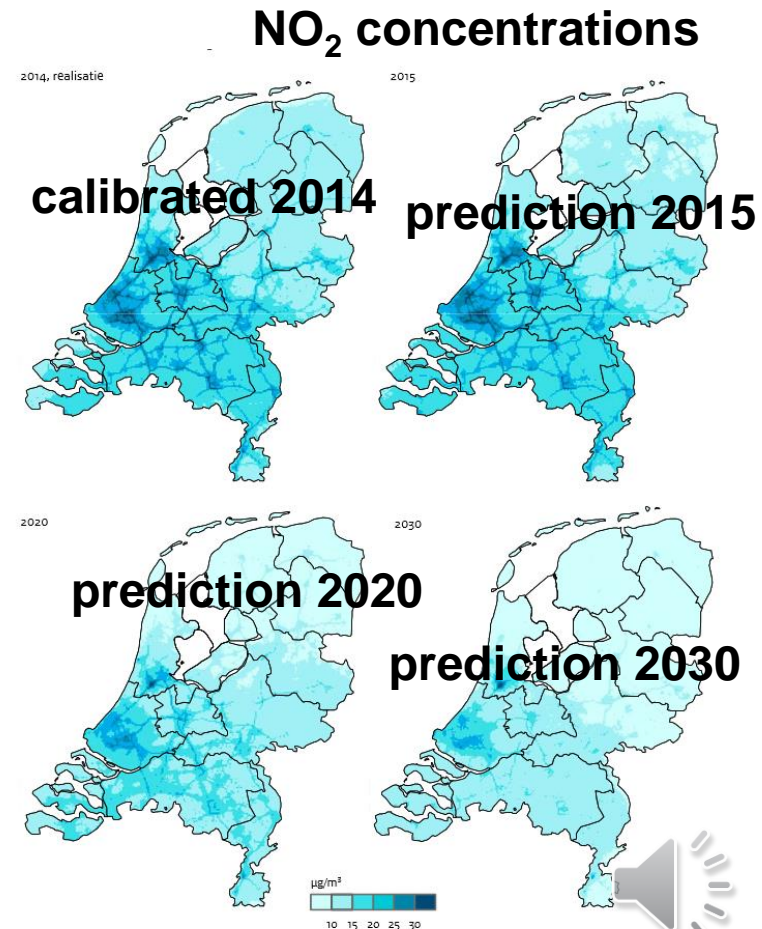 NO₂ concentrations
2014, realisatie
2015
calibrated 2014
prediction 2015
2020
2030
prediction 2020
prediction 2030
µg/m³
10 15 20 25 30